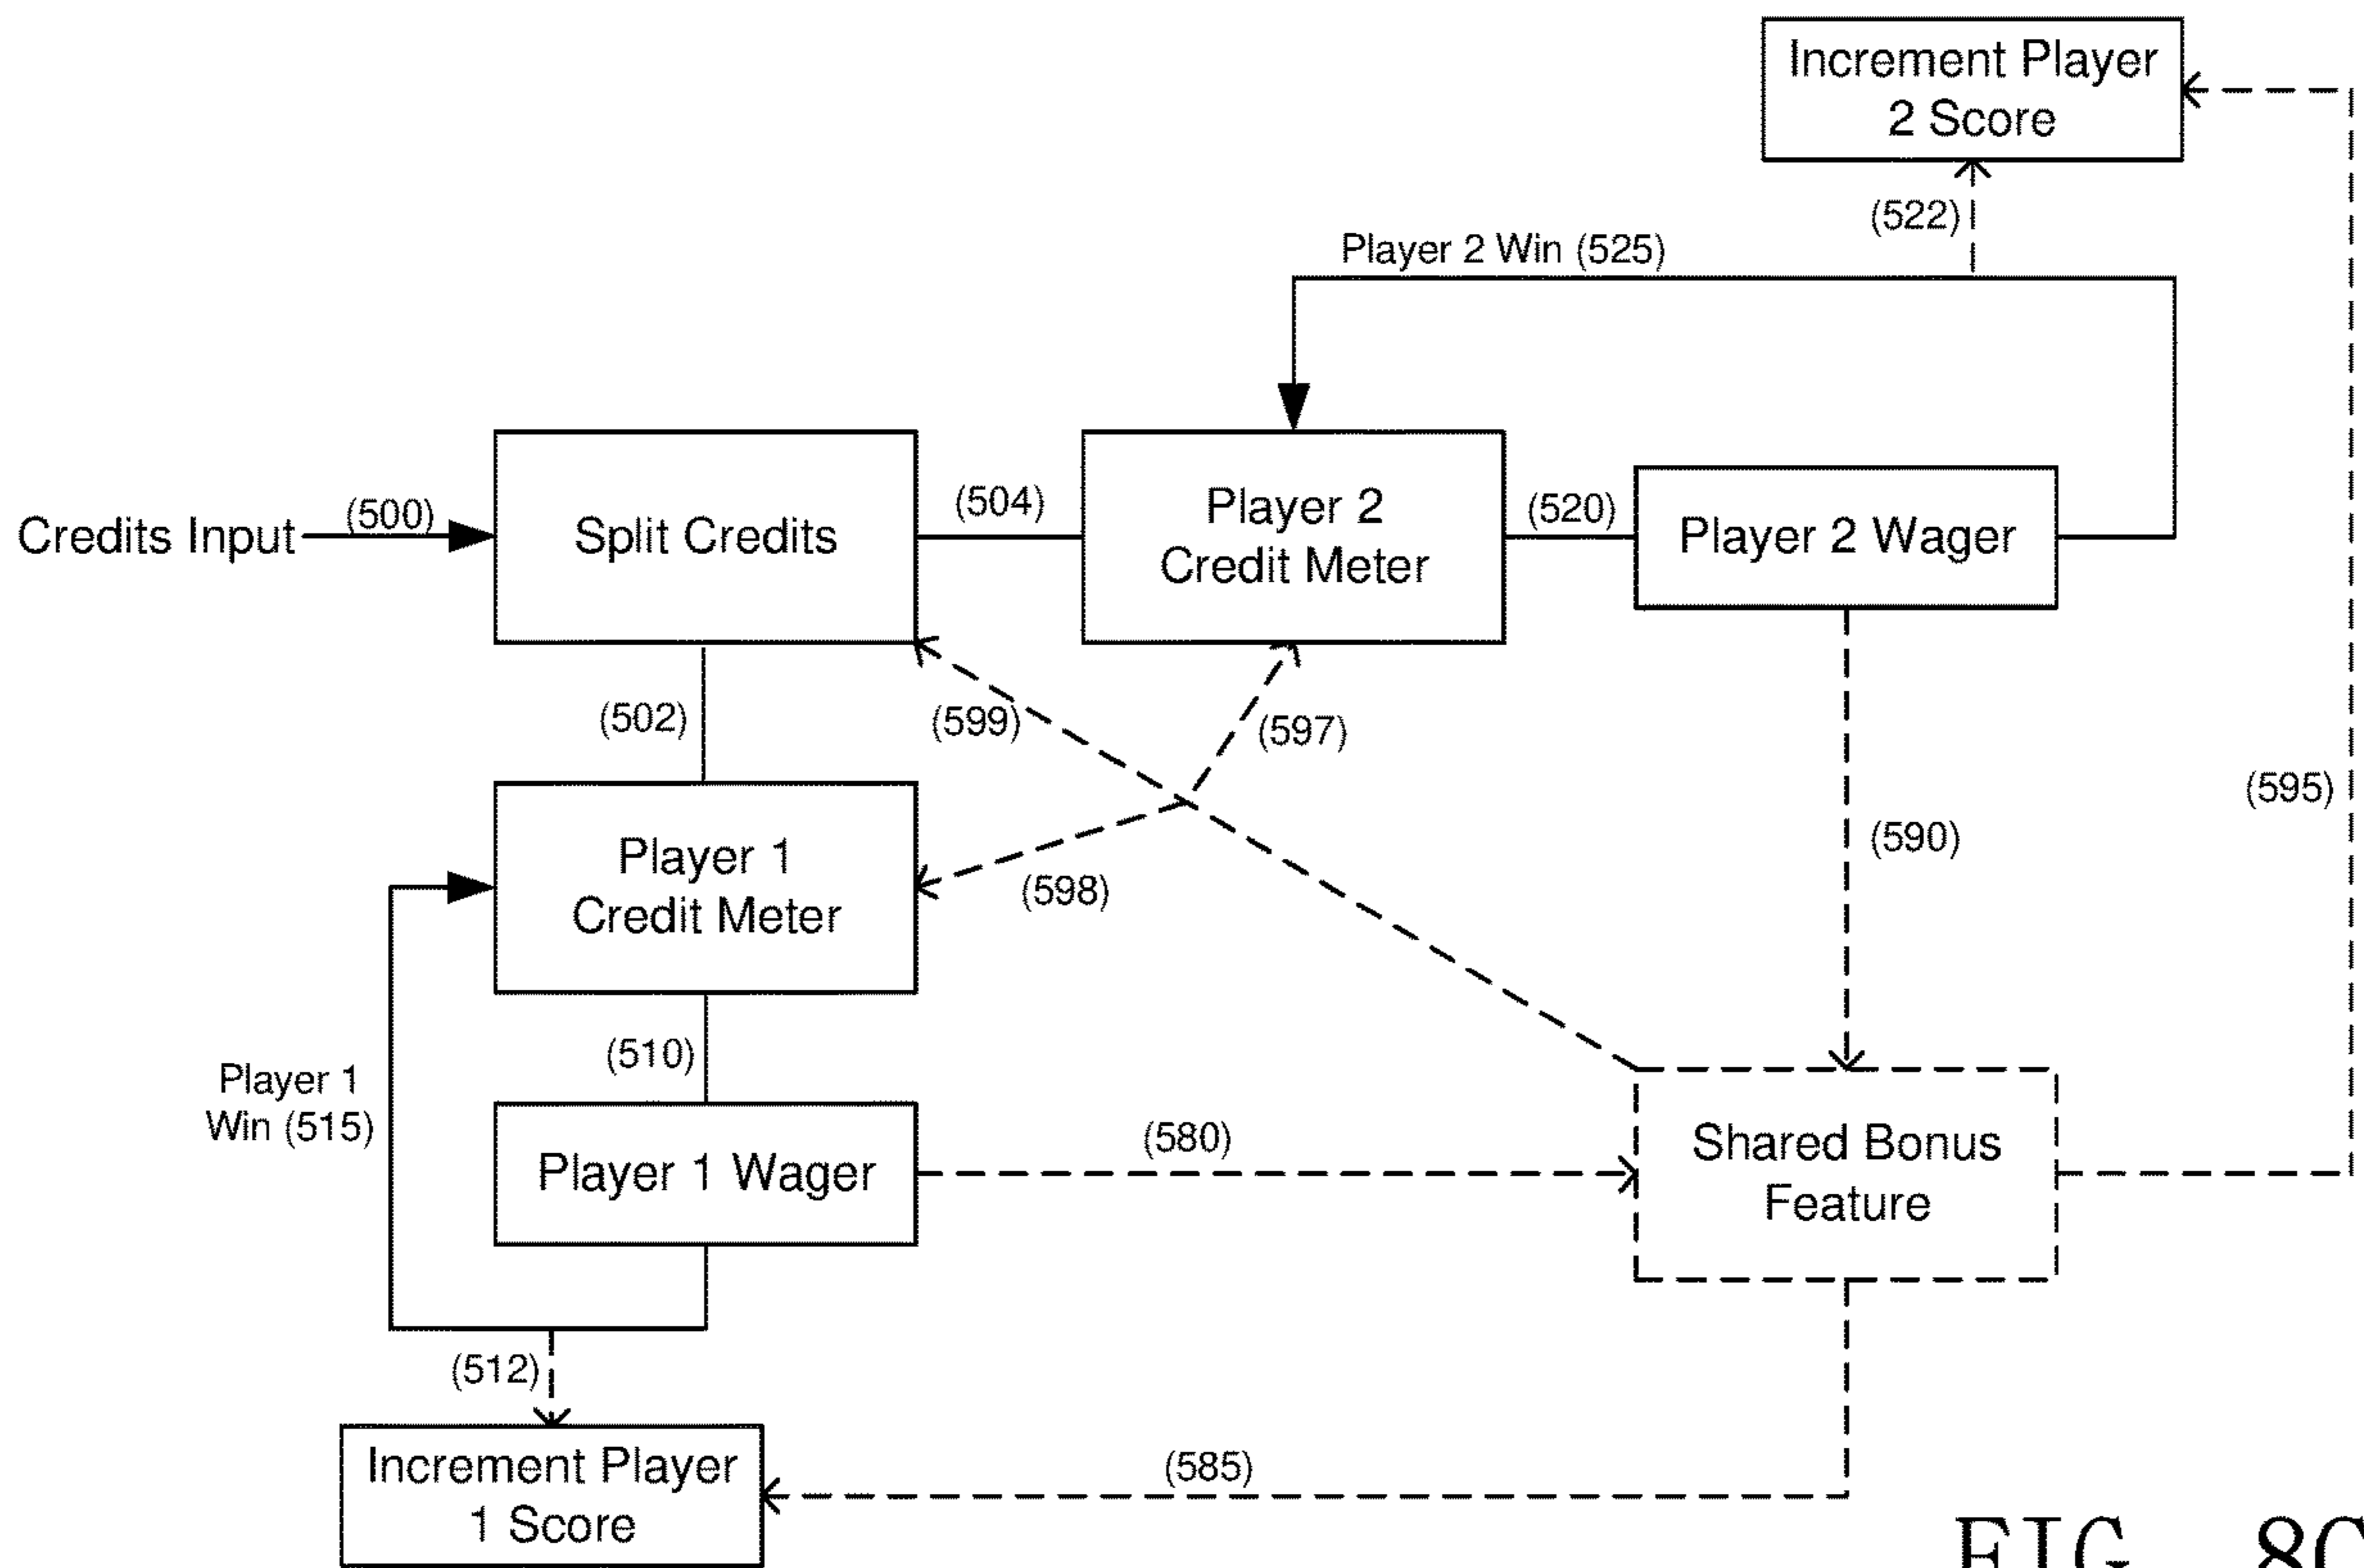 Increment Player
2 Score
(522)
Player 2 Win (525)
Credits Input
(500)
Split Credits
(504)
Player 2
Credit Meter
(520)
Player 2 Wager
(502)
(599)
(597)
(595)
Player 1
Credit Meter
(598)
(590)
(510)
Player 1
Win (515)
Player 1 Wager
(580)
Shared Bonus
Feature
(512)
Increment Player
1 Score
(585)
FIG. 8C